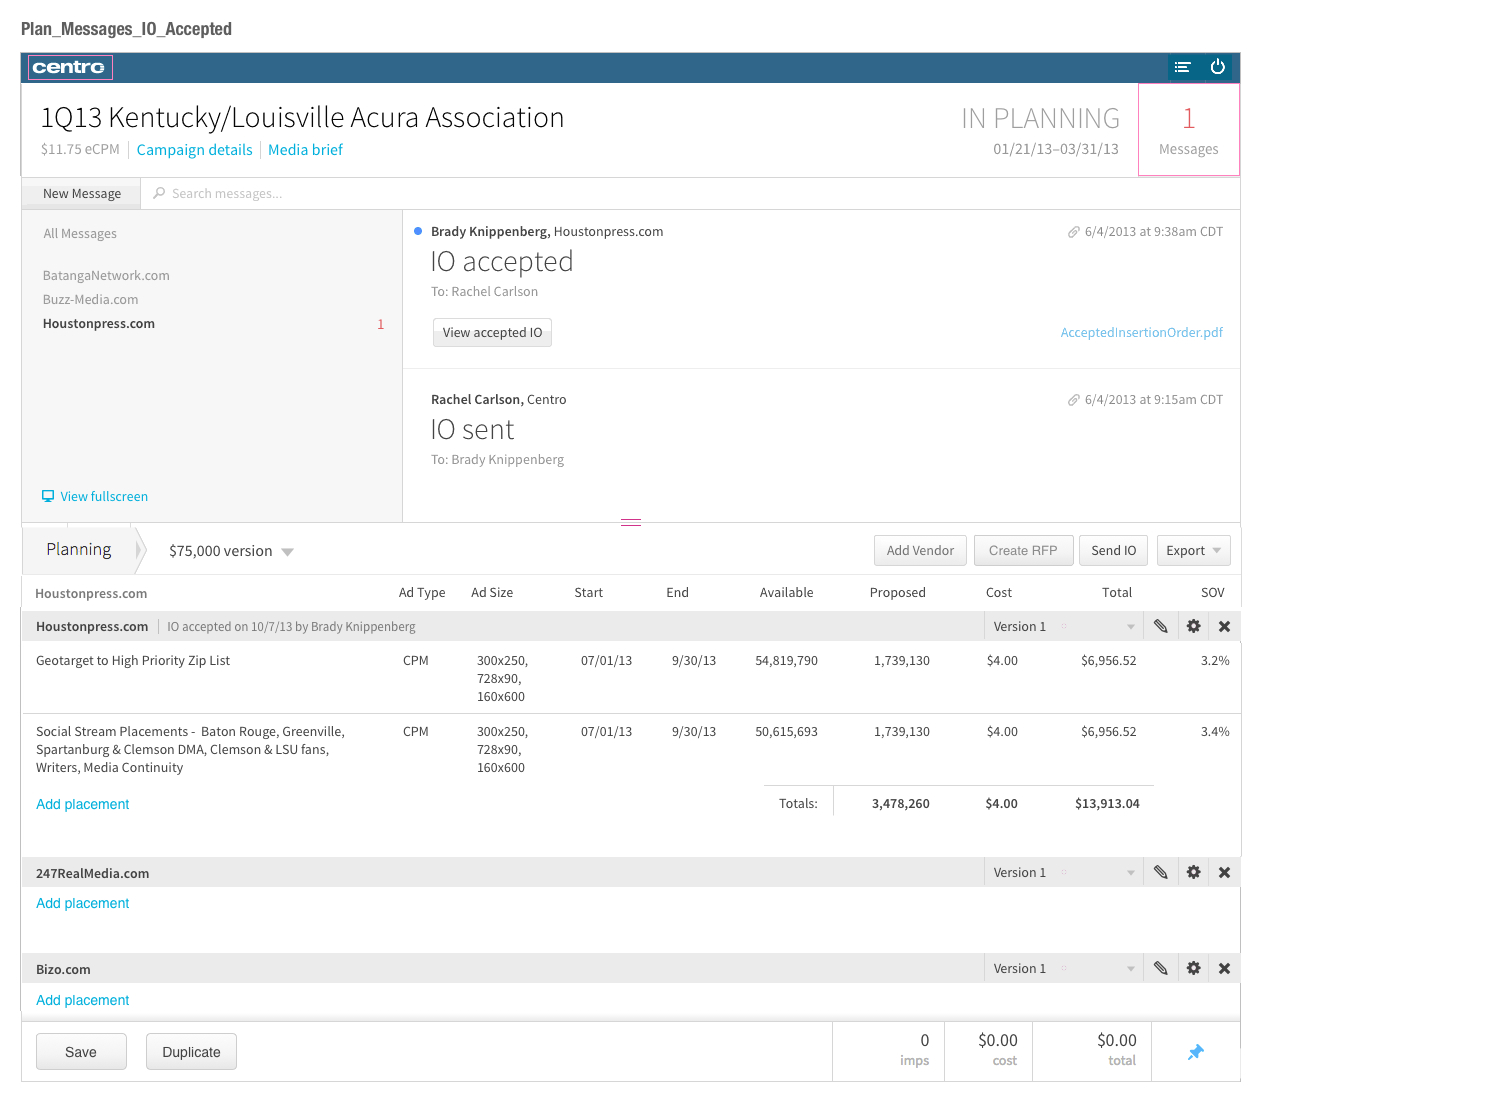 Plan_Messages_IO_Accepted
centro
1Q13 Kentucky/Louisville Acura Association
IN PLANNING
1
$11.75 eCPM
Campaign details
Media brief
01/21/13–03/31/13
Messages
New Message
Search messages...
All Messages
BatangaNetwork.com
Buzz-Media.com
Houstonpress.com 1
View fullscreen
Brady Knippenberg, Houstonpress.com
6/4/2013 at 9:38am CDT
IO accepted
To: Rachel Carlson
View accepted IO
AcceptedInsertionOrder.pdf
Rachel Carlson, Centro
6/4/2013 at 9:15am CDT
IO sent
To: Brady Knippenberg
Planning
$75,000 version
Add Vendor
Create RFP
Send IO
Export
Houstonpress.com Ad Type Ad Size Start End Available Proposed Cost Total SOV
Houstonpress.com IO accepted on 10/7/13 by Brady Knippenberg Version 1
Geotarget to High Priority Zip List CPM 300x250, 07/01/13 9/30/13 54,819,790 1,739,130 $4.00 $6,956.52 3.2%
728x90,
160x600
Social Stream Placements - Baton Rouge, Greenville, CPM 300x250, 07/01/13 9/30/13 50,615,693 1,739,130 $4.00 $6,956.52 3.4%
Spartanburg & Clemson DMA, Clemson & LSU fans, 728x90,
Writers, Media Continuity 160x600
Add placement Totals: 3,478,260 $4.00 $13,913.04
247RealMedia.com Version 1
Add placement
Bizo.com Version 1
Add placement
Save
Duplicate
0 $0.00 $0.00
imps cost total